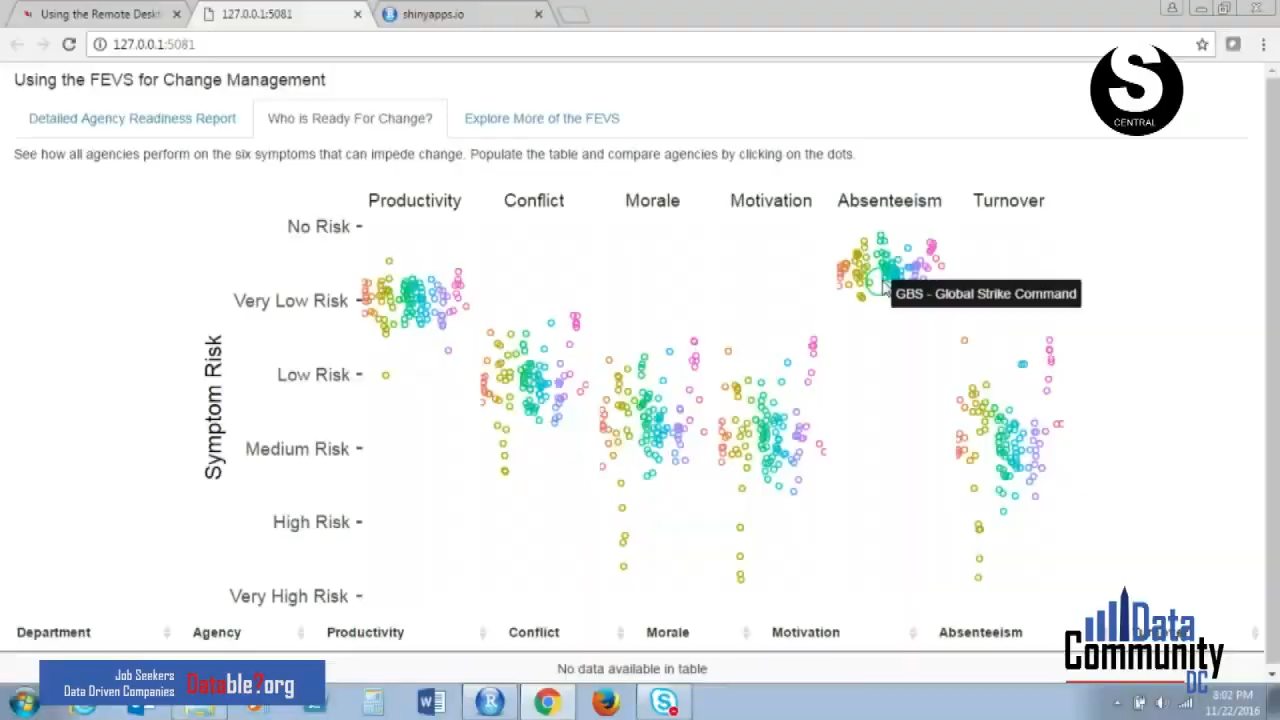 Using the Remote Deskt
127.0.0.1:5081
shinyapps.io
127.0.0.1:5081
Using the FEVS for Change Management
S
CENTRAL
Detailed Agency Readiness Report
Who is Ready For Change?
Explore More of the FEVS
See how all agencies perform on the six symptoms that can impede change. Populate the table and compare agencies by clicking on the dots.
Productivity
Conflict
Morale
Motivation
Absenteeism
Turnover
No Risk
Very Low Risk
Low Risk
Medium Risk
High Risk
Very High Risk
Symptom Risk
GBS - Global Strike Command
Department
Agency
Productivity
Conflict
Morale
Motivation
Absenteeism
No data available in table
Data
Community
DC
Job Seekers
Data Driven Companies
Datable?org
8:02 PM
11/22/2016